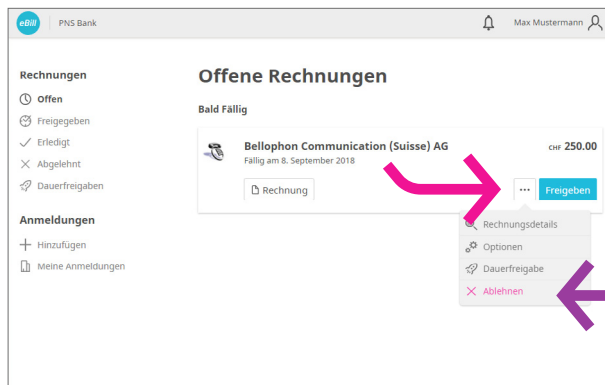 eBill PNS Bank Max Mustermann
Rechnungen
Offen
Freigegeben
Erledigt
Abgelehnt
Dauerfreigaben
Anmeldungen
Hinzufügen
Meine Anmeldungen
Offene Rechnungen
Bald Fällig
Bellophon Communication (Suisse) AG CHF 250.00
Fällig am 8. September 2018
Rechnung ... Freigeben
Rechnungsdetails
Optionen
Dauerfreigabe
Ablehnen